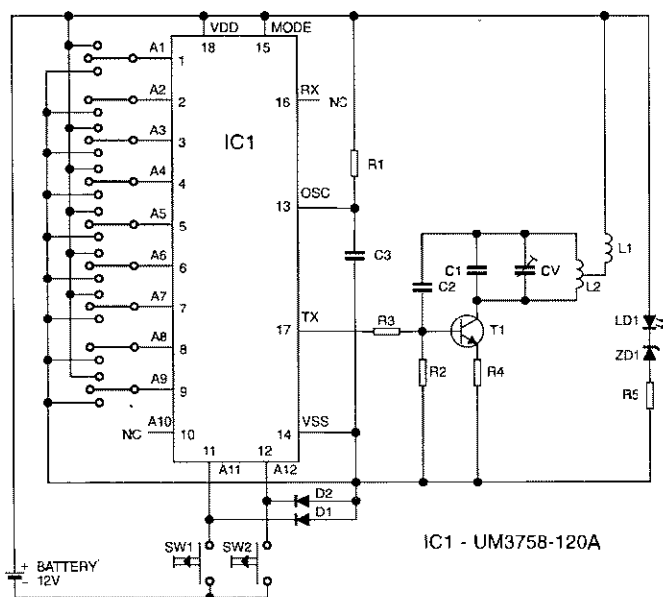 VDD
MODE
18
15
A1
1
A2
2
RX
16
NC
A3
3
IC1
A4
4
R1
OSC
13
A5
5
C3
A6
6
C1
CV
L1
L2
C2
A7
7
TX
17
R3
T1
LD1
A8
8
R2
R4
ZD1
A9
9
R5
A10
NC
10
VSS
14
11
12
A11
A12
D2
D1
SW1
SW2
IC1 - UM3758-120A
+ BATTERY
- 12V